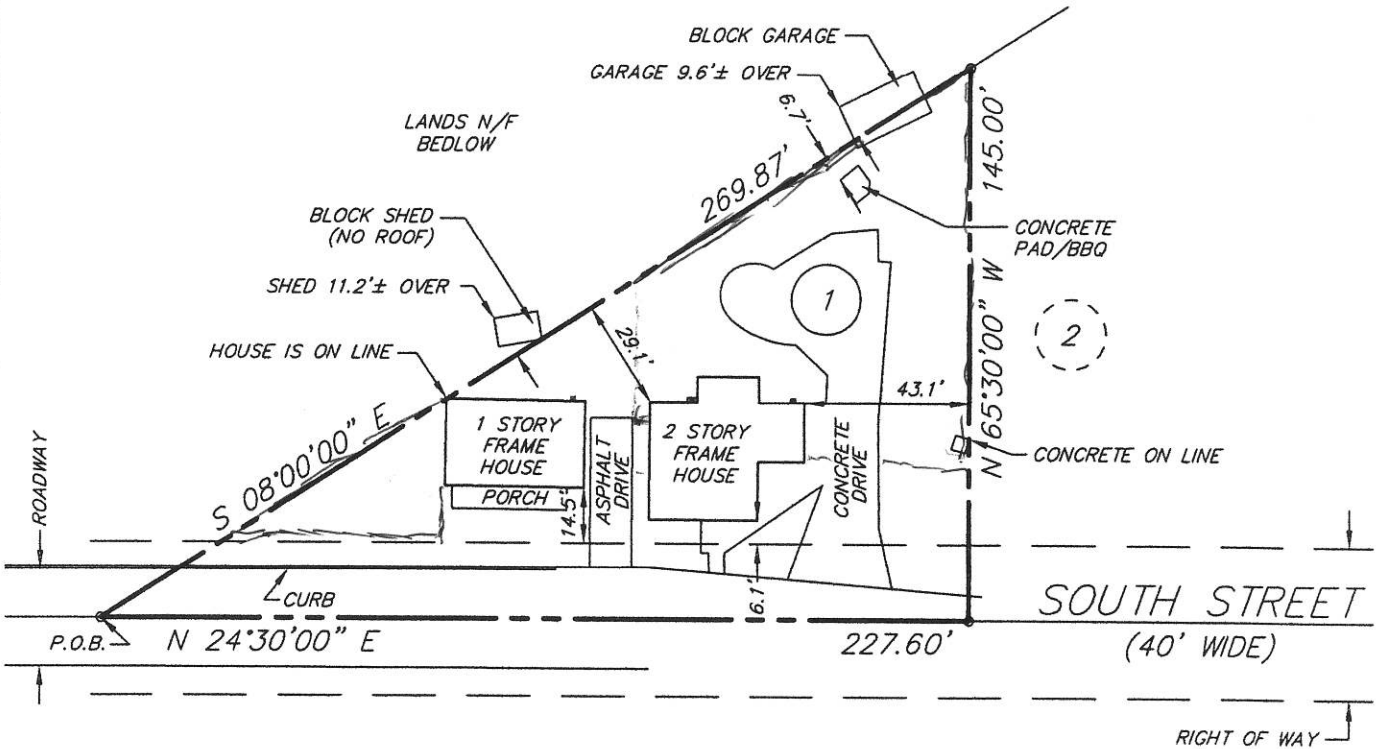 BLOCK GARAGE
GARAGE 9.6'± OVER
6.7'
145.00'
LANDS N/F
BEDLOW
269.87'
BLOCK SHED
(NO ROOF)
CONCRETE
PAD/BBQ
SHED 11.2'± OVER
1
2
HOUSE IS ON LINE
29.1'
43.1'
N 65°30'00" W
1 STORY
FRAME
HOUSE
2 STORY
FRAME
HOUSE
CONCRETE ON LINE
S 08°00'00" E
ROADWAY
PORCH
14.5"
ASPHALT
DRIVE
CONCRETE
DRIVE
CURB
6.1'
SOUTH STREET
(40' WIDE)
P.O.B.
N 24°30'00" E
227.60'
RIGHT OF WAY